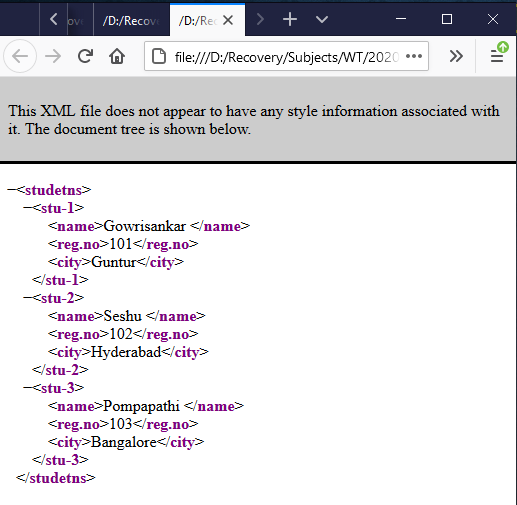 /D:/Recov
/D:/Rec
file:///D:/Recovery/Subjects/WT/2020
This XML file does not appear to have any style information associated with
it. The document tree is shown below.
−<studetns>
−<stu-1>
<name>Gowrisankar </name>
<reg.no>101</reg.no>
<city>Guntur</city>
</stu-1>
−<stu-2>
<name>Seshu </name>
<reg.no>102</reg.no>
<city>Hyderabad</city>
</stu-2>
−<stu-3>
<name>Pompapathi </name>
<reg.no>103</reg.no>
<city>Bangalore</city>
</stu-3>
</studetns>